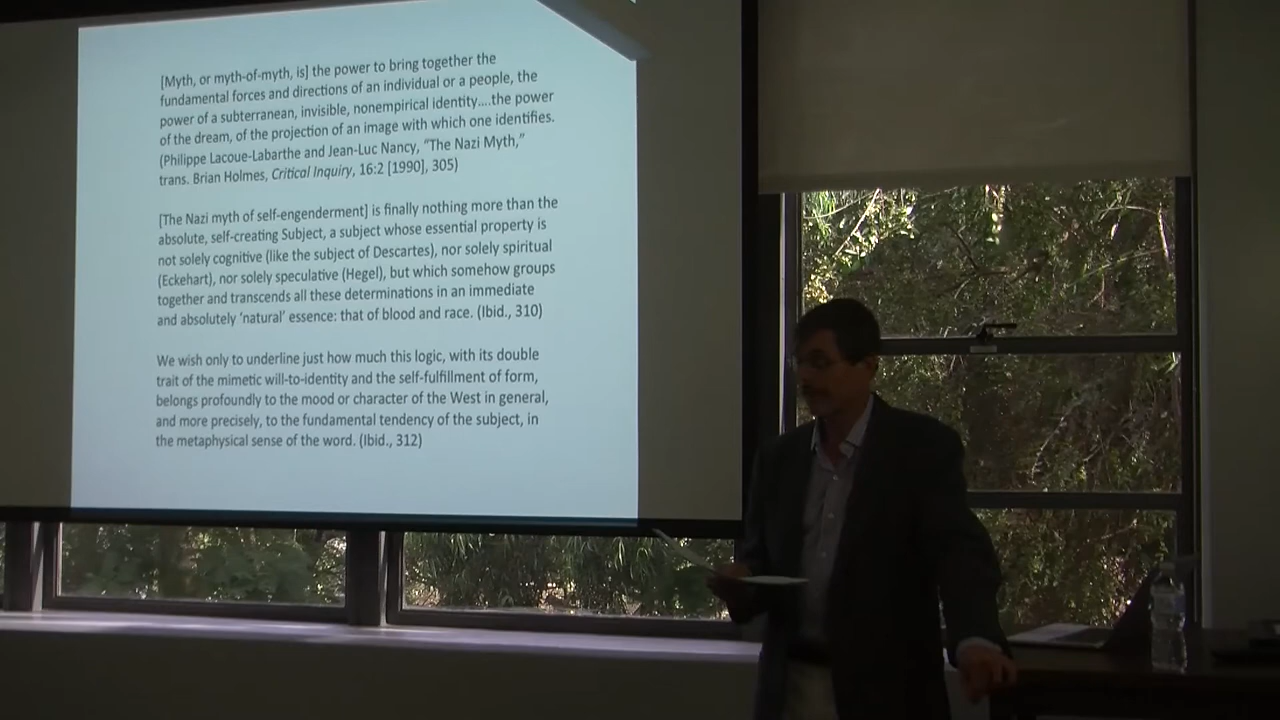 [Myth, or myth-of-myth, is] the power to bring together the
fundamental forces and directions of an individual or a people, the
power of a subterranean, invisible, nonempirical identity....the power
of the dream, of the projection of an image with which one identifies.
(Philippe Lacoue-Labarthe and Jean-Luc Nancy, “The Nazi Myth,”
trans. Brian Holmes, Critical Inquiry, 16:2 [1990], 305)
[The Nazi myth of self-engenderment] is finally nothing more than the
absolute, self-creating Subject, a subject whose essential property is
not solely cognitive (like the subject of Descartes), nor solely spiritual
(Eckehart), nor solely speculative (Hegel), but which somehow groups
together and transcends all these determinations in an immediate
and absolutely ‘natural’ essence: that of blood and race. (Ibid., 310)
We wish only to underline just how much this logic, with its double
trait of the mimetic will-to-identity and the self-fulfillment of form,
belongs profoundly to the mood or character of the West in general,
and more precisely, to the fundamental tendency of the subject, in
the metaphysical sense of the word. (Ibid., 312)